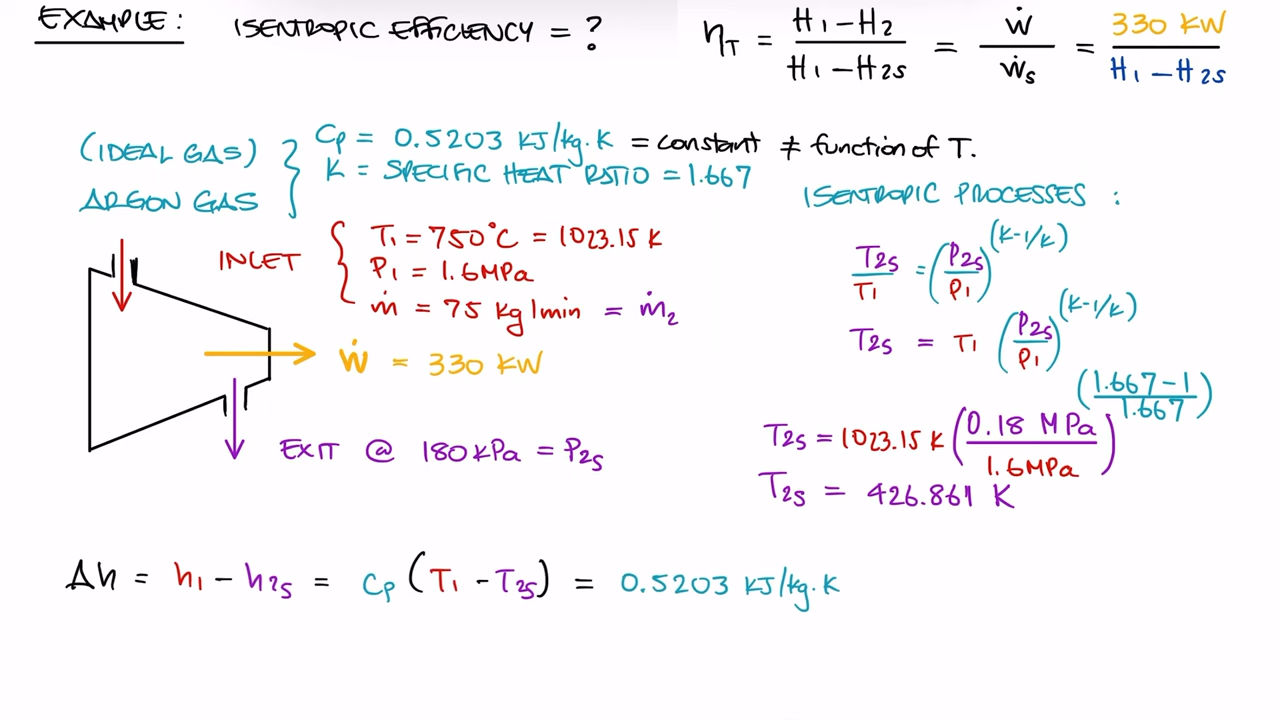 EXAMPLE: ISENTROPIC EFFICIENCY = ?
ηT = H1-H2 / H1-H2s = Ẇ / Ẇs = 330 KW / H1-H2s
(IDEAL GAS)
ARGON GAS
Cp = 0.5203 KJ/kg.K = constant ≠ function of T.
K = SPECIFIC HEAT RATIO = 1.667
INLET
T1 = 750°C = 1023.15 K
P1 = 1.6MPa
ṁ = 75 kg/min = ṁ2
Ẇ = 330 KW
EXIT @ 180kPa = P2s
ISENTROPIC PROCESSES :
T2s/T1 = (P2s/P1)^(K-1/K)
T2s = T1 (P2s/P1)^(K-1/K)
T2s = 1023.15 K (0.18 MPa / 1.6MPa)^(1.667-1 / 1.667)
T2s = 426.861 K
Δh = h1 - h2s = Cp (T1 - T2s) = 0.5203 KJ/kg.K